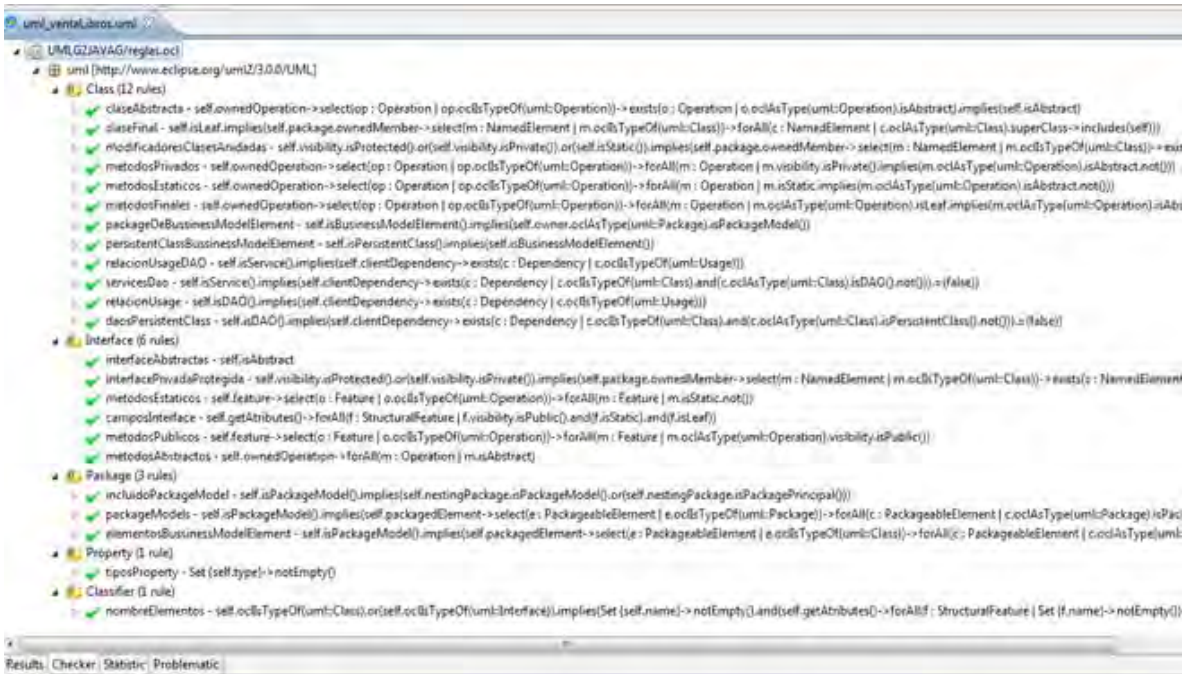 uml_ventaLibros.uml
UMLG2JAVAG/reglas.ocl
uml [http://www.eclipse.org/uml2/3.0.0/UML]
Class (12 rules)
claseAbstracta - self.ownedOperation->select(op : Operation | op.oclIsTypeOf(uml::Operation))->exists(o : Operation | o.oclAsType(uml::Operation).isAbstract).implies(self.isAbstract)
claseFinal - self.isLeaf.implies(self.package.ownedMember->select(m : NamedElement | m.oclIsTypeOf(uml::Class))->forAll(c : NamedElement | c.oclAsType(uml::Class).superClass->includes(self)))
modificadoresClasesAnidadas - self.visibility.isProtected().or(self.visibility.isPrivate()).or(self.isStatic()).implies(self.package.ownedMember->select(m : NamedElement | m.oclIsTypeOf(uml::Class))->exis
metodosPrivados - self.ownedOperation->select(op : Operation | op.oclIsTypeOf(uml::Operation))->forAll(m : Operation | m.visibility.isPrivate().implies(m.oclAsType(uml::Operation).isAbstract.not()))
metodosEstaticos - self.ownedOperation->select(op : Operation | op.oclIsTypeOf(uml::Operation))->forAll(m : Operation | m.isStatic.implies(m.oclAsType(uml::Operation).isAbstract.not()))
metodosFinales - self.ownedOperation->select(op : Operation | op.oclIsTypeOf(uml::Operation))->forAll(m : Operation | m.oclAsType(uml::Operation).isLeaf.implies(m.oclAsType(uml::Operation).isAbs
packageDeBussinesModelElement - self.isBusinessModelElement().implies(self.owner.oclAsType(uml::Package).isPackageModel())
persistentClassBussinessModelElement - self.isPersistentClass().implies(self.isBusinessModelElement())
relacionUsageDAO - self.isService().implies(self.clientDependency->exists(c : Dependency | c.oclIsTypeOf(uml::Usage)))
servicesDao - self.isService().implies(self.clientDependency->exists(c : Dependency | c.oclIsTypeOf(uml::Class).and(c.oclAsType(uml::Class).isDAO().not())).=(false))
relacionUsage - self.isDAO().implies(self.clientDependency->exists(c : Dependency | c.oclIsTypeOf(uml::Usage)))
daosPersistentClass - self.isDAO().implies(self.clientDependency->exists(c : Dependency | c.oclIsTypeOf(uml::Class).and(c.oclAsType(uml::Class).isPersistentClass().not())).=(false))
Interface (6 rules)
interfaceAbstractas - self.isAbstract
interfacePrivadaProtegida - self.visibility.isProtected().or(self.visibility.isPrivate()).implies(self.package.ownedMember->select(m : NamedElement | m.oclIsTypeOf(uml::Class))->exists(c : NamedElement
metodosEstaticos - self.feature->select(o : Feature | o.oclIsTypeOf(uml::Operation))->forAll(m : Feature | m.isStatic.not())
camposInterface - self.getAtributes()->forAll(f : StructuralFeature | f.visibility.isPublic().and(f.isStatic).and(f.isLeaf))
metodosPublicos - self.feature->select(o : Feature | o.oclIsTypeOf(uml::Operation))->forAll(m : Feature | m.oclAsType(uml::Operation).visibility.isPublic())
metodosAbstractos - self.ownedOperation->forAll(m : Operation | m.isAbstract)
Package (3 rules)
incluidoPackageModel - self.isPackageModel().implies(self.nestingPackage.isPackageModel().or(self.nestingPackage.isPackagePrincipal()))
packageModels - self.isPackageModel().implies(self.packagedElement->select(e : PackageableElement | e.oclIsTypeOf(uml::Package))->forAll(c : PackageableElement | c.oclAsType(uml::Package).isPac
elementosBussinessModelElement - self.isPackageModel().implies(self.packagedElement->select(e : PackageableElement | e.oclIsTypeOf(uml::Class))->forAll(c : PackageableElement | c.oclAsType(uml:
Property (1 rule)
tiposProperty - Set {self.type}->notEmpty()
Classifier (1 rule)
nombreElementos - self.oclIsTypeOf(uml::Class).or(self.oclIsTypeOf(uml::Interface)).implies(Set {self.name}->notEmpty().and(self.getAtributes()->forAll(f : StructuralFeature | Set {f.name}->notEmpty()
Results Checker Statistic Problematic